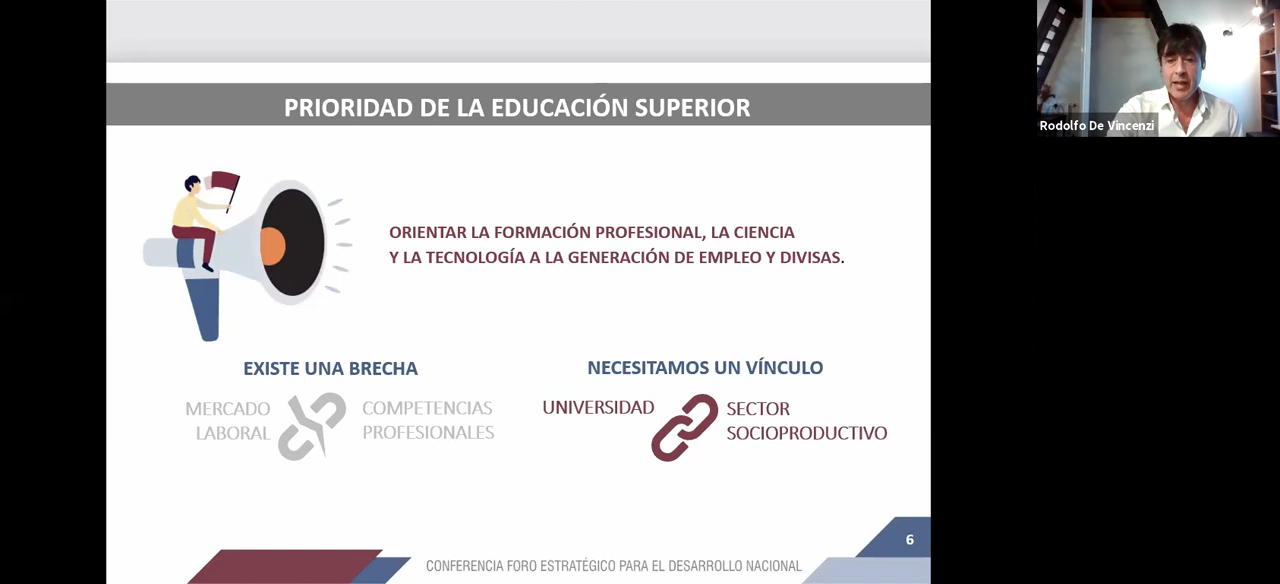 PRIORIDAD DE LA EDUCACIÓN SUPERIOR
Rodolfo De Vincenzi
ORIENTAR LA FORMACIÓN PROFESIONAL, LA CIENCIA
Y LA TECNOLOGÍA A LA GENERACIÓN DE EMPLEO Y DIVISAS.
EXISTE UNA BRECHA
MERCADO
LABORAL
COMPETENCIAS
PROFESIONALES
NECESITAMOS UN VÍNCULO
UNIVERSIDAD
SECTOR
SOCIOPRODUCTIVO
6
CONFERENCIA FORO ESTRATÉGICO PARA EL DESARROLLO NACIONAL